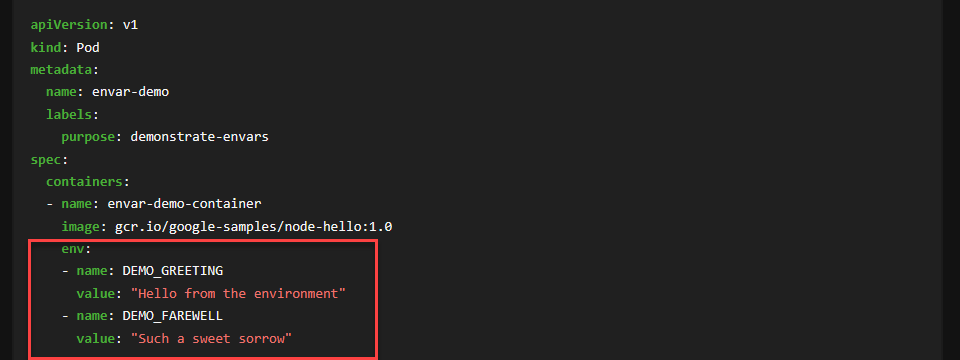 apiVersion: v1
kind: Pod
metadata:
  name: envar-demo
  labels:
    purpose: demonstrate-envars
spec:
  containers:
  - name: envar-demo-container
    image: gcr.io/google-samples/node-hello:1.0
    env:
    - name: DEMO_GREETING
      value: "Hello from the environment"
    - name: DEMO_FAREWELL
      value: "Such a sweet sorrow"